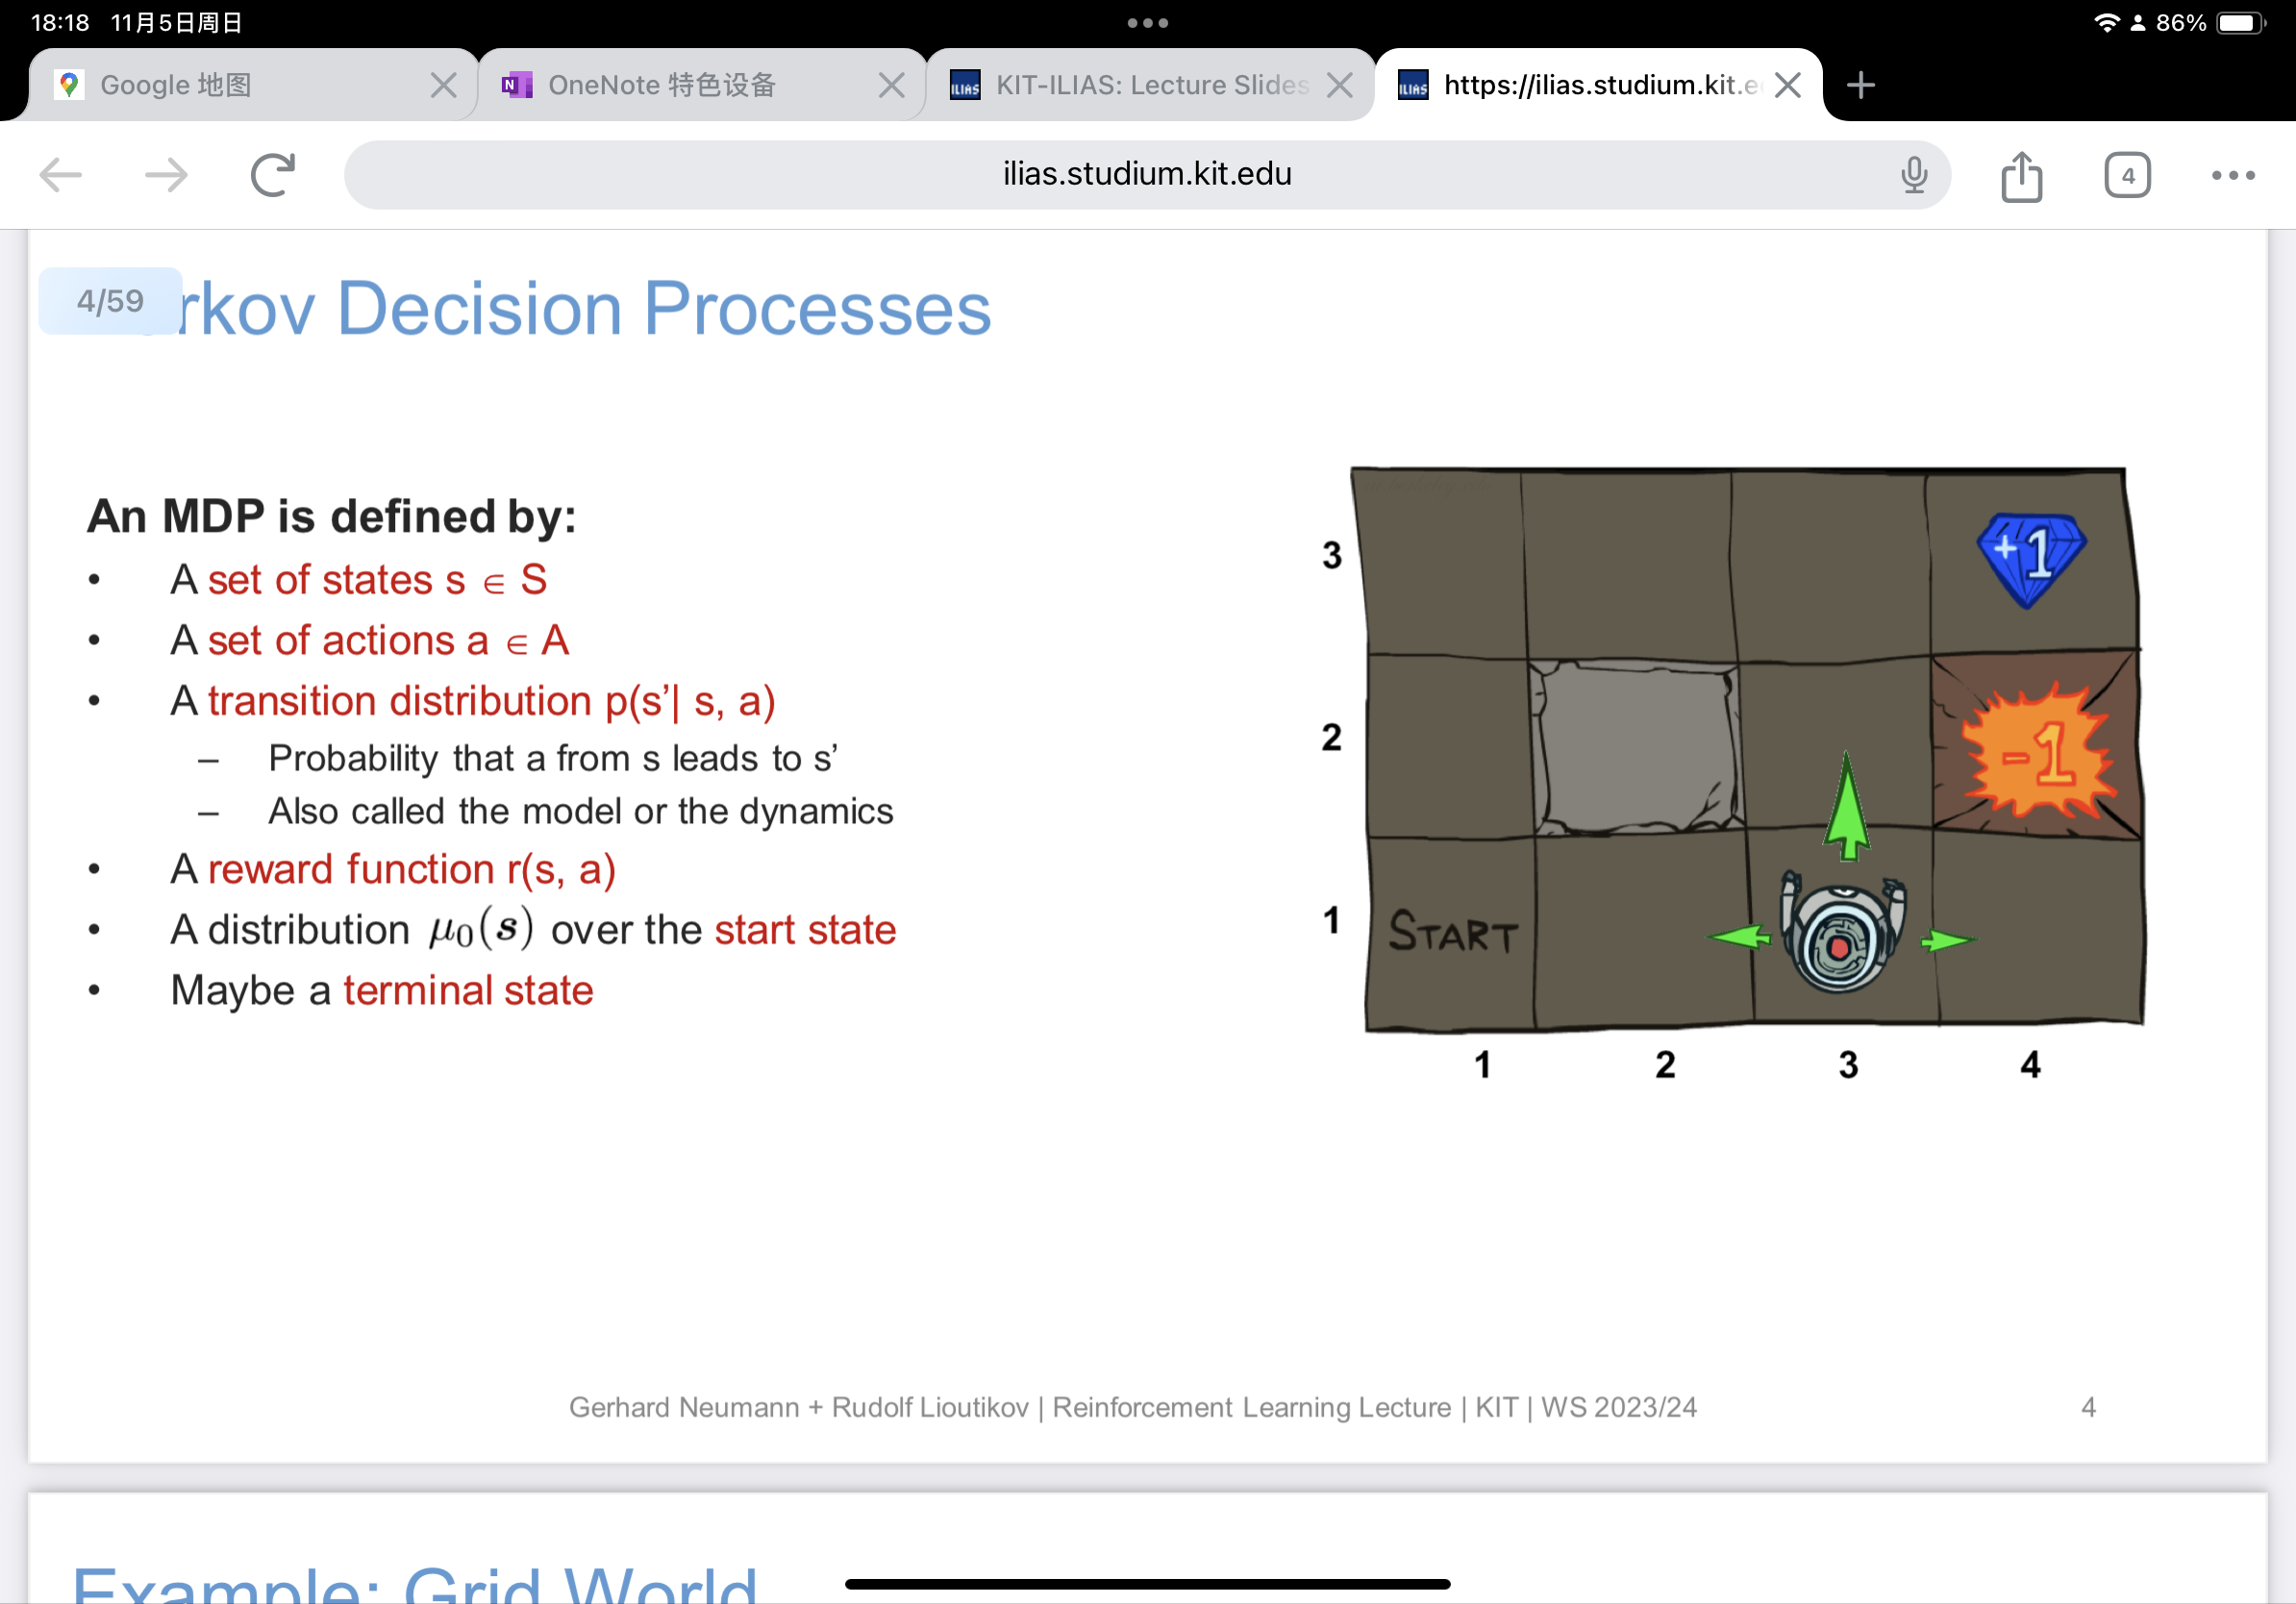 18:18 11月5日周日
86%
Google 地图
OneNote 特色设备
KIT-ILIAS: Lecture Slides
https://ilias.studium.kit.e
ilias.studium.kit.edu
4
4/59
rkov Decision Processes
An MDP is defined by:
• A set of states s ∈ S
• A set of actions a ∈ A
• A transition distribution p(s’| s, a)
– Probability that a from s leads to s’
– Also called the model or the dynamics
• A reward function r(s, a)
• A distribution μ₀(s) over the start state
• Maybe a terminal state
3
+1
2
-1
1
START
1 2 3 4
Gerhard Neumann + Rudolf Lioutikov | Reinforcement Learning Lecture | KIT | WS 2023/24
4
Example: Grid World